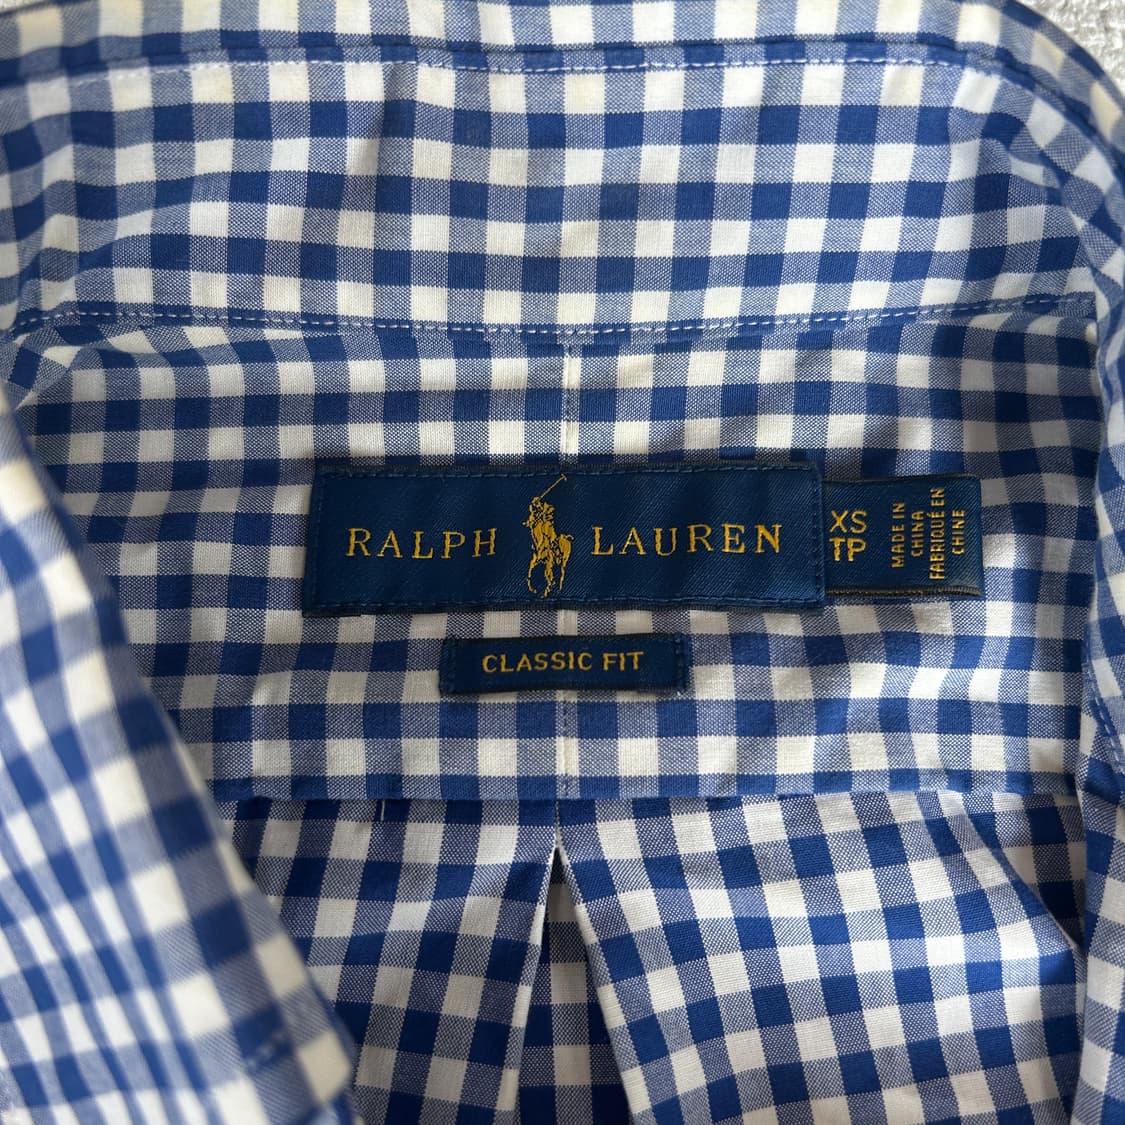 RALPH LAUREN
XS
TP
MADE IN
CHINA
FABRIQUÉ EN
CHINE
CLASSIC FIT